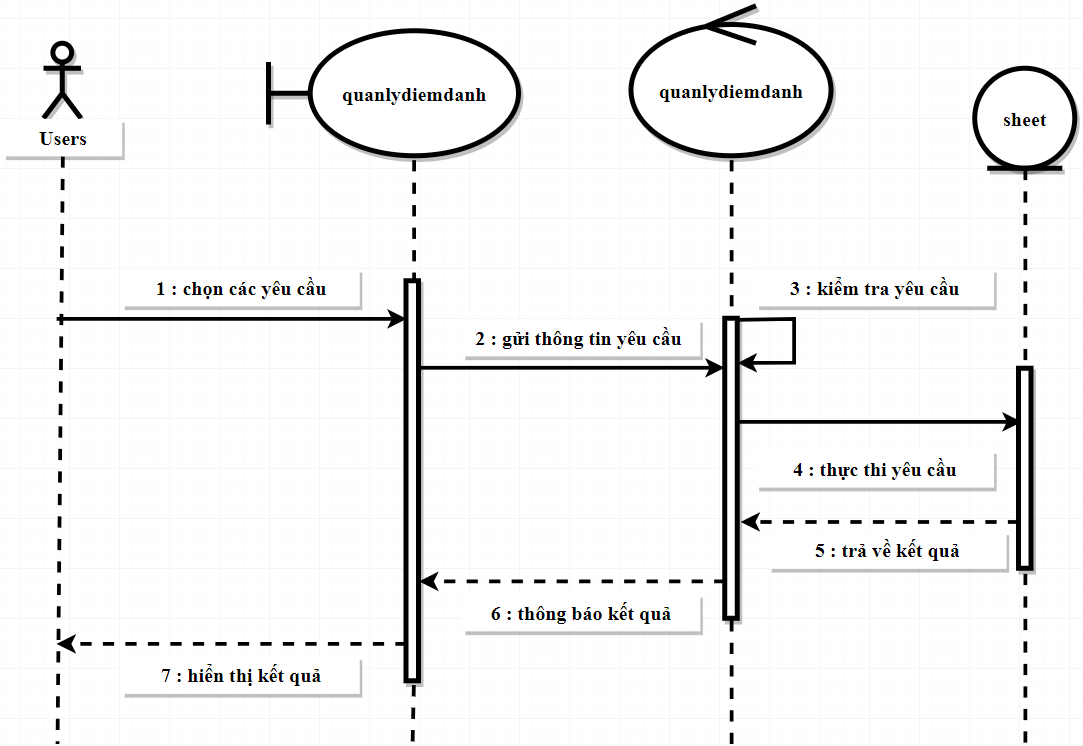 quanlydiemdanh
quanlydiemdanh
sheet
Users
1 : chọn các yêu cầu
3 : kiểm tra yêu cầu
2 : gửi thông tin yêu cầu
4 : thực thi yêu cầu
5 : trả về kết quả
6 : thông báo kết quả
7 : hiển thị kết quả